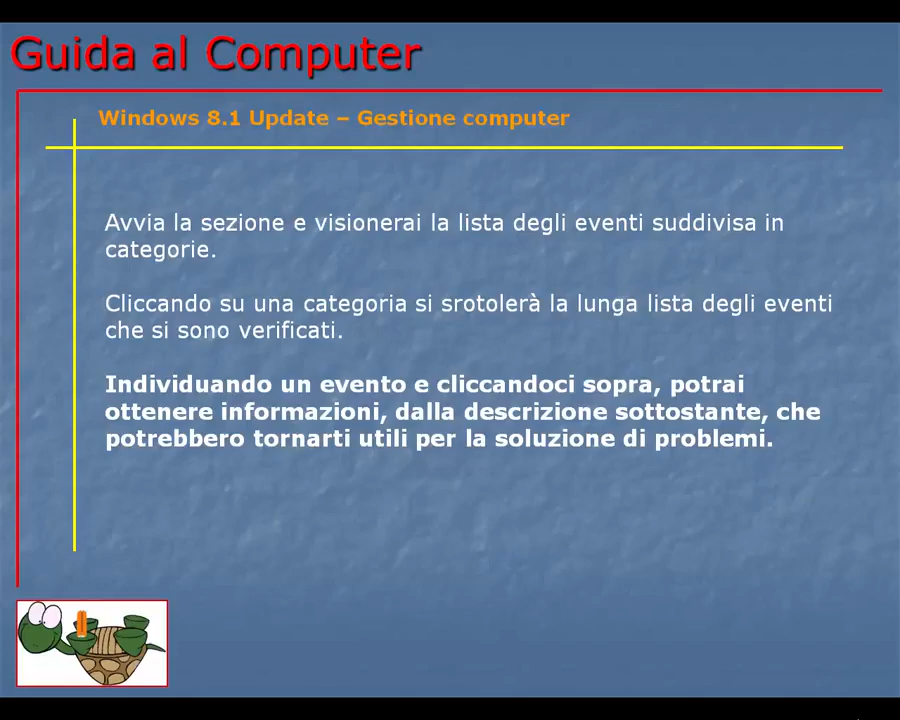 Guida al Computer
Windows 8.1 Update – Gestione computer
Avvia la sezione e visionerai la lista degli eventi suddivisa in
categorie.
Cliccando su una categoria si srotolerà la lunga lista degli eventi
che si sono verificati.
Individuando un evento e cliccandoci sopra, potrai
ottenere informazioni, dalla descrizione sottostante, che
potrebbero tornarti utili per la soluzione di problemi.